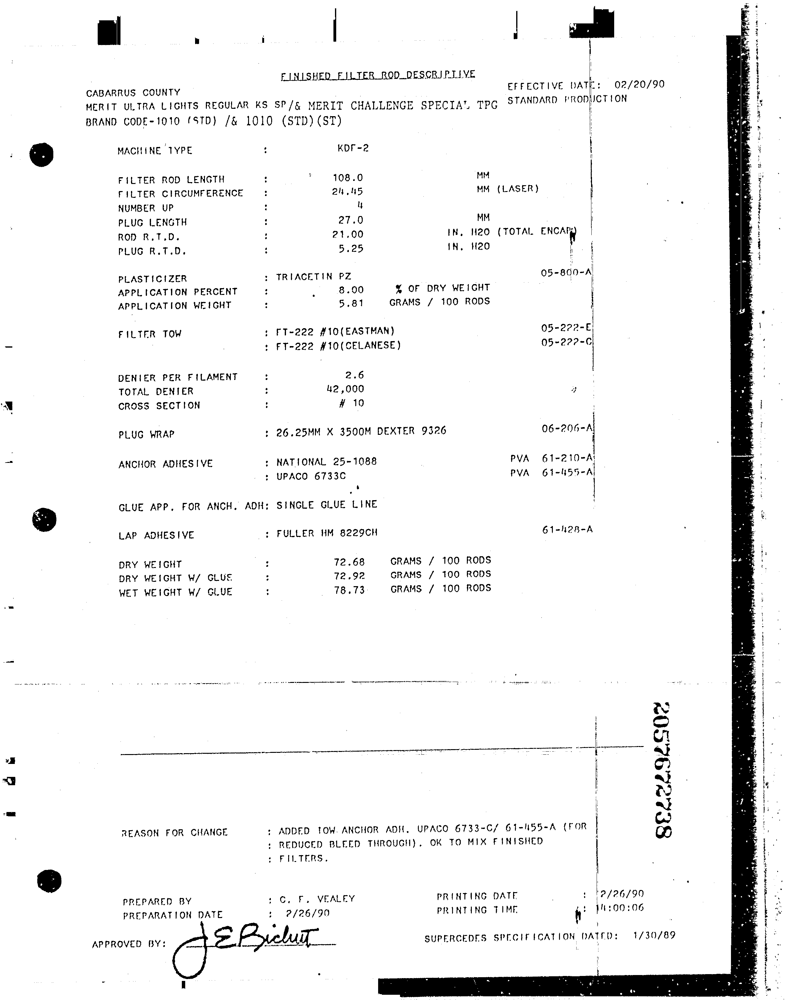 FINISHED FILTER ROD DESCRIPTIVE
EFFECTIVE DATE: 02/20/90
CABARRUS COUNTY
MERIT ULTRA LIGHTS REGULAR KS SP/& MERIT CHALLENGE SPECIAL TPG STANDARD PRODUCTION
BRAND CODE-1010 (STD) /& 1010 (STD)(ST)
MACHINE TYPE : KDF-2
FILTER ROD LENGTH : 108.0 MM
FILTER CIRCUMFERENCE : 24.45 MM (LASER)
NUMBER UP : 4
PLUG LENGTH : 27.0 MM
ROD R.T.D. : 21.00 IN. H20 (TOTAL ENCAP)
PLUG R.T.D. : 5.25 IN. H20
PLASTICIZER : TRIACETIN PZ 05-800-A
APPLICATION PERCENT : 8.00 % OF DRY WEIGHT
APPLICATION WEIGHT : 5.81 GRAMS / 100 RODS
FILTER TOW : FT-222 #10(EASTMAN) 05-222-E
: FT-222 #10(CELANESE) 05-222-C
DENIER PER FILAMENT : 2.6
TOTAL DENIER : 42,000
CROSS SECTION : # 10
PLUG WRAP : 26.25MM X 3500M DEXTER 9326 06-206-A
ANCHOR ADHESIVE : NATIONAL 25-1088 PVA 61-210-A
: UPACO 6733C PVA 61-455-A
GLUE APP. FOR ANCH. ADH: SINGLE GLUE LINE
LAP ADHESIVE : FULLER HM 8229CH 61-428-A
DRY WEIGHT : 72.68 GRAMS / 100 RODS
DRY WEIGHT W/ GLUE : 72.92 GRAMS / 100 RODS
WET WEIGHT W/ GLUE : 78.73 GRAMS / 100 RODS
2057672738
REASON FOR CHANGE : ADDED TOW ANCHOR ADH. UPACO 6733-C/ 61-455-A (FOR
: REDUCED BLEED THROUGH). OK TO MIX FINISHED
: FILTERS.
PREPARED BY : C. F. VEALEY PRINTING DATE : 2/26/90
PREPARATION DATE : 2/26/90 PRINTING TIME : 14:00:06
APPROVED BY: SUPERCEDES SPECIFICATION DATED: 1/30/89